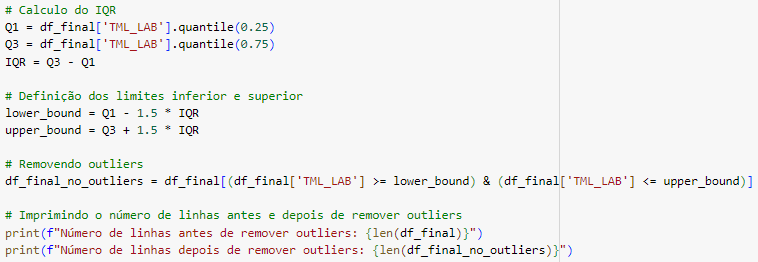 # Calculo do IQR
Q1 = df_final['TML_LAB'].quantile(0.25)
Q3 = df_final['TML_LAB'].quantile(0.75)
IQR = Q3 - Q1
# Definição dos limites inferior e superior
lower_bound = Q1 - 1.5 * IQR
upper_bound = Q3 + 1.5 * IQR
# Removendo outliers
df_final_no_outliers = df_final[(df_final['TML_LAB'] >= lower_bound) & (df_final['TML_LAB'] <= upper_bound)]
# Imprimindo o número de linhas antes e depois de remover outliers
print(f"Número de linhas antes de remover outliers: {len(df_final)}")
print(f"Número de linhas depois de remover outliers: {len(df_final_no_outliers)}")